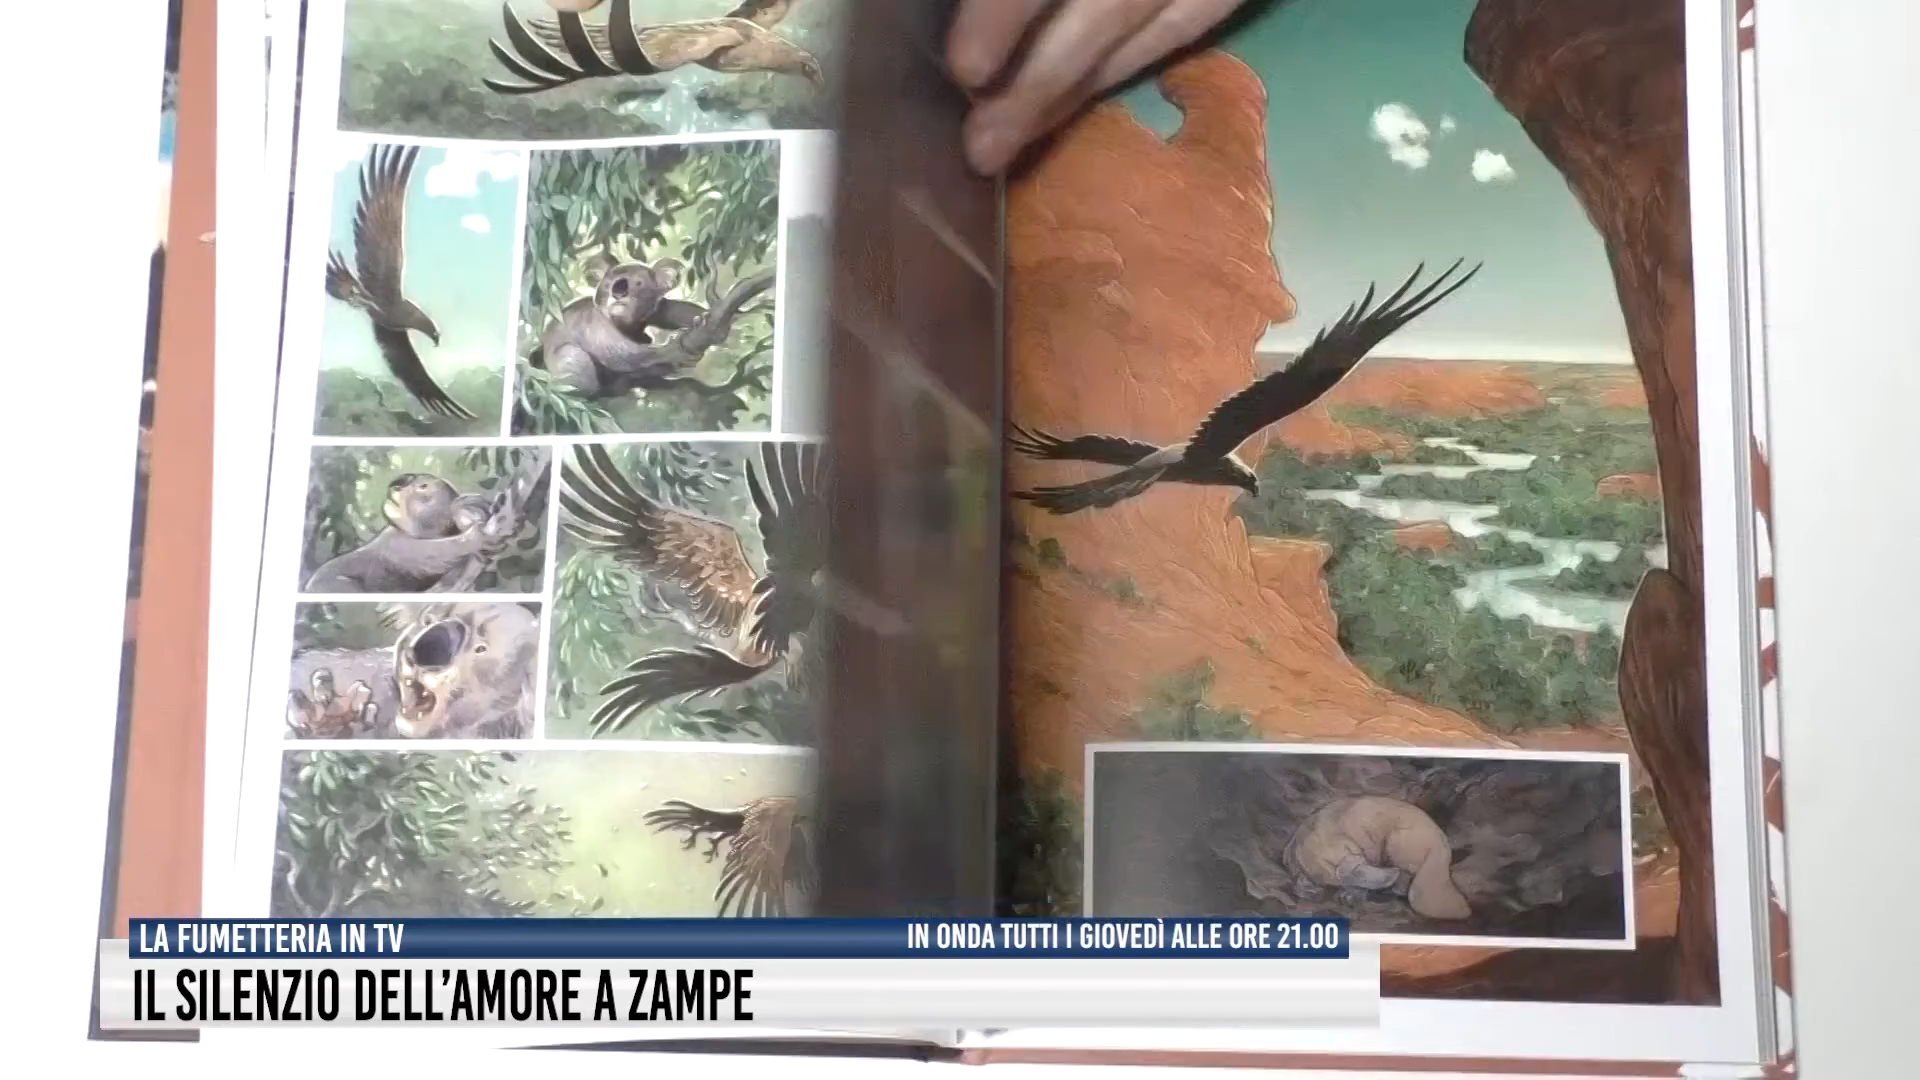 LA FUMETTERIA IN TV
IN ONDA TUTTI I GIOVEDÌ ALLE ORE 21.00
IL SILENZIO DELL'AMORE A ZAMPE